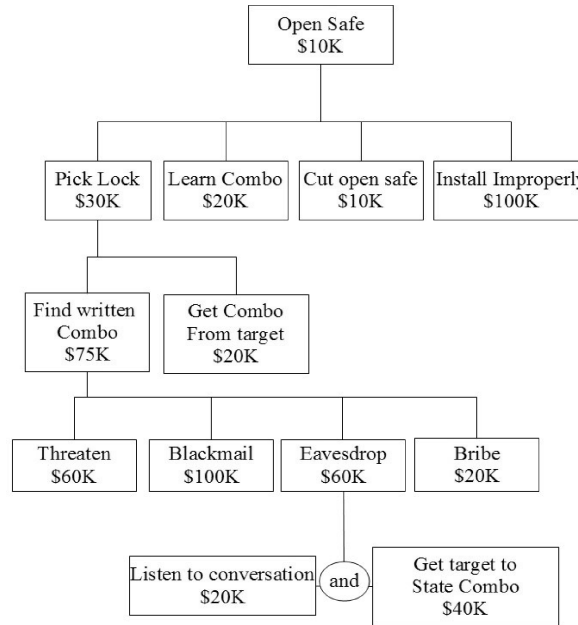 Open Safe
$10K
Pick Lock
$30K
Learn Combo
$20K
Cut open safe
$10K
Install Improperly
$100K
Find written
Combo
$75K
Get Combo
From target
$20K
Threaten
$60K
Blackmail
$100K
Eavesdrop
$60K
Bribe
$20K
Listen to conversation
$20K
and
Get target to
State Combo
$40K